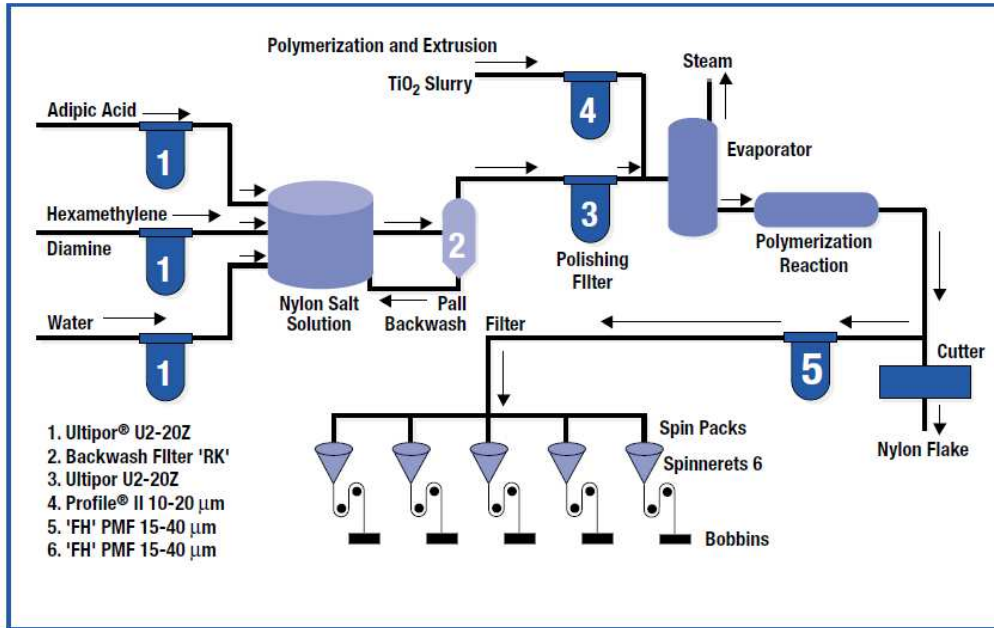 Polymerization and Extrusion
TiO₂ Slurry
4
Steam
Adipic Acid
1
Evaporator
Hexamethylene
Diamine
1
2
3
Polishing
FIlter
Polymerization
Reaction
Nylon Salt
Solution
Pall
Backwash
Filter
Water
1
5
Cutter
Nylon Flake
Spin Packs
Spinnerets 6
Bobbins
1. Ultipor® U2-20Z
2. Backwash FIlter 'RK'
3. Ultipor U2-20Z
4. Profile® II 10-20 µm
5. 'FH' PMF 15-40 µm
6. 'FH' PMF 15-40 µm